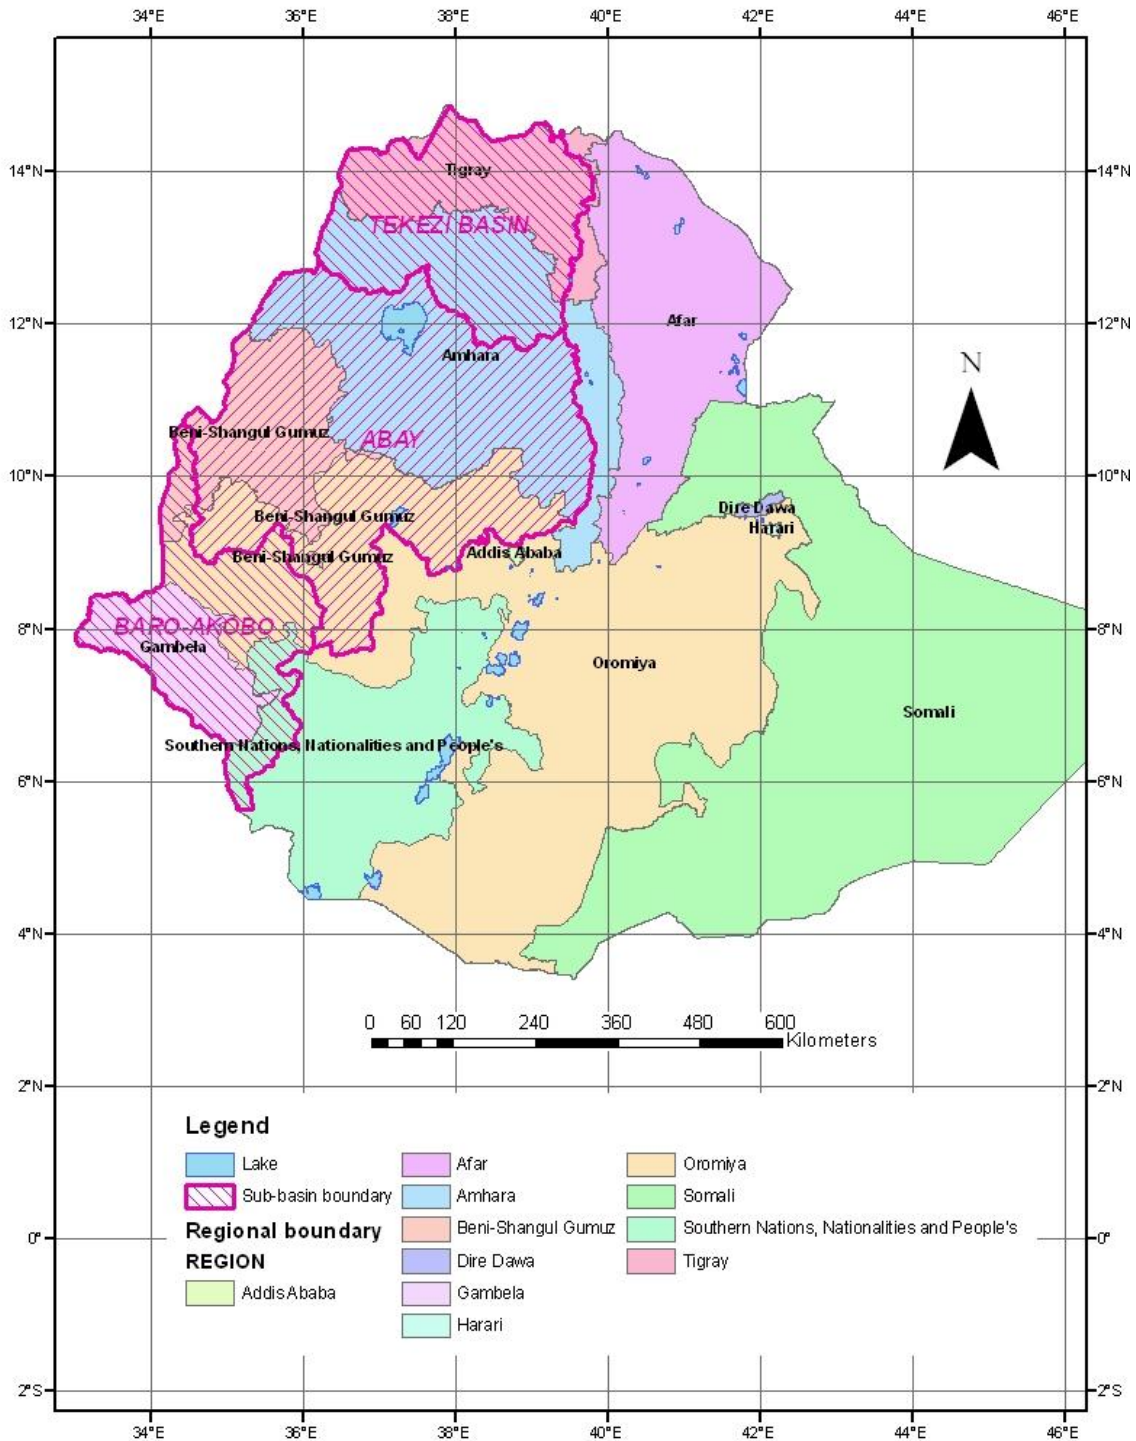 34°E 36°E 38°E 40°E 42°E 44°E 46°E
14°N 14°N
Tigray
TEKEZI BASIN
12°N 12°N
Afar
N
Amhara
Beni-Shangul Gumuz
ABAY
10°N 10°N
Dire Dawa
Beni-Shangul Gumuz
Harari
Addis Ababa
Beni-Shangul Gumuz
8°N 8°N
BARO-AKOBO
Gambela
Oromiya
Somali
Southern Nations, Nationalities and People's
6°N 6°N
4°N 4°N
0 60 120 240 360 480 600
Kilometers
2°N 2°N
Legend
Lake
Sub-basin boundary
Regional boundary
REGION
Addis Ababa
Afar
Amhara
Beni-Shangul Gumuz
Dire Dawa
Gambela
Harari
Oromiya
Somali
Southern Nations, Nationalities and People's
Tigray
0° 0°
2°S 2°S
34°E 36°E 38°E 40°E 42°E 44°E 46°E